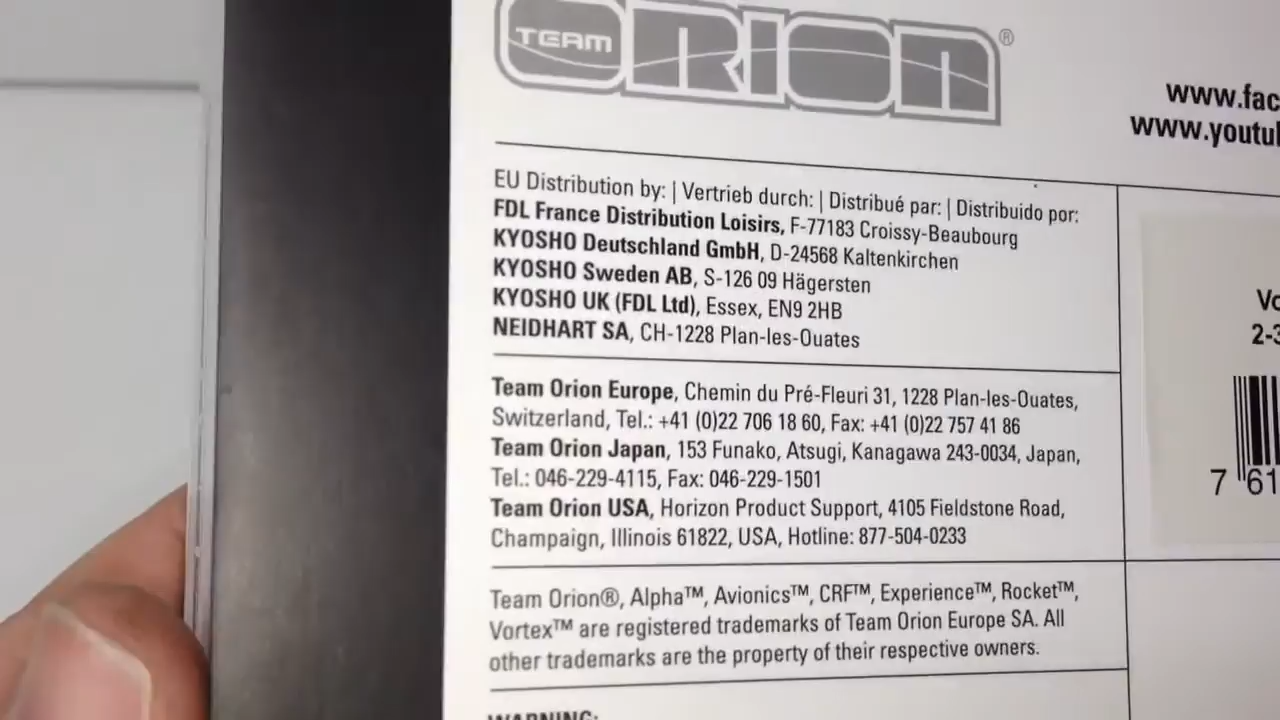 TEAM ORION®
www.fac
www.youtu
EU Distribution by: | Vertrieb durch: | Distribué par: | Distribuido por:
FDL France Distribution Loisirs, F-77183 Croissy-Beaubourg
KYOSHO Deutschland GmbH, D-24568 Kaltenkirchen
KYOSHO Sweden AB, S-126 09 Hägersten
KYOSHO UK (FDL Ltd), Essex, EN9 2HB
NEIDHART SA, CH-1228 Plan-les-Ouates
Team Orion Europe, Chemin du Pré-Fleuri 31, 1228 Plan-les-Ouates,
Switzerland, Tel.: +41 (0)22 706 18 60, Fax: +41 (0)22 757 41 86
Team Orion Japan, 153 Funako, Atsugi, Kanagawa 243-0034, Japan,
Tel.: 046-229-4115, Fax: 046-229-1501
Team Orion USA, Horizon Product Support, 4105 Fieldstone Road,
Champaign, Illinois 61822, USA, Hotline: 877-504-0233
Team Orion®, Alpha™, Avionics™, CRF™, Experience™, Rocket™,
Vortex™ are registered trademarks of Team Orion Europe SA. All
other trademarks are the property of their respective owners.
WARNING:
Vo
2-3
7 61